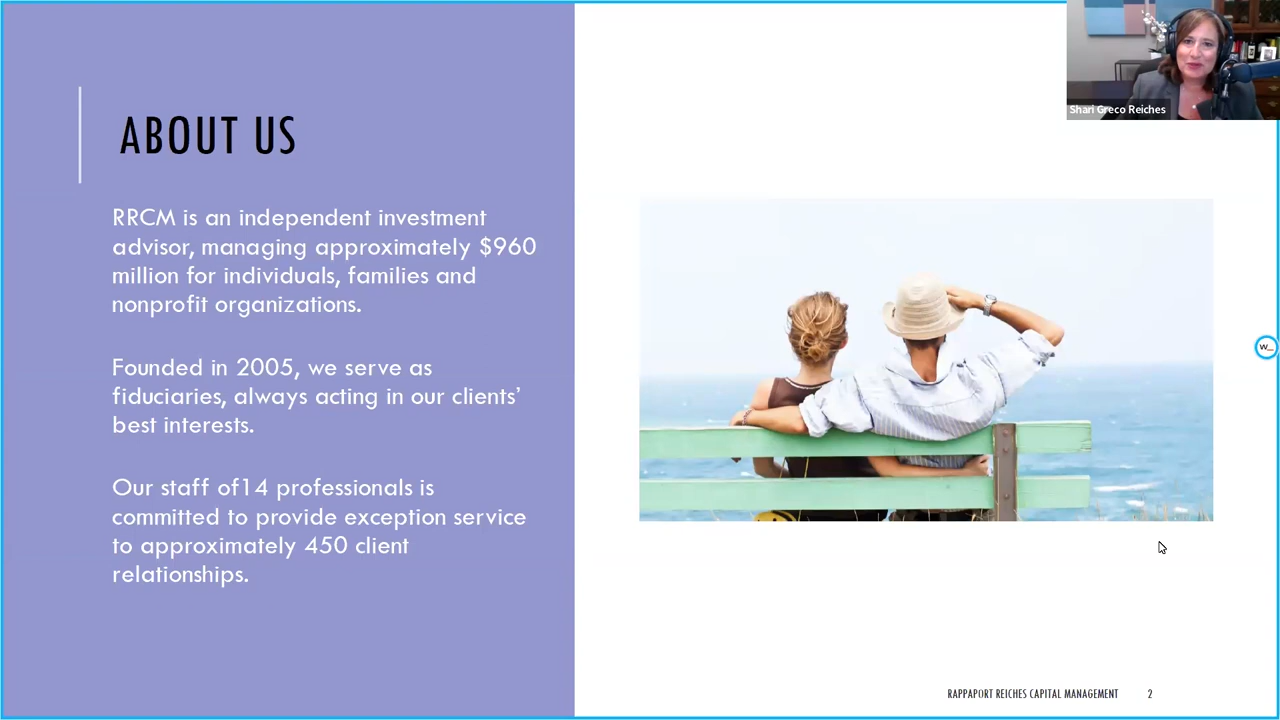 Shari Greco Reiches
ABOUT US
RRCM is an independent investment
advisor, managing approximately $960
million for individuals, families and
nonprofit organizations.
Founded in 2005, we serve as
fiduciaries, always acting in our clients’
best interests.
Our staff of14 professionals is
committed to provide exception service
to approximately 450 client
relationships.
W_
RAPPAPORT REICHES CAPITAL MANAGEMENT 2